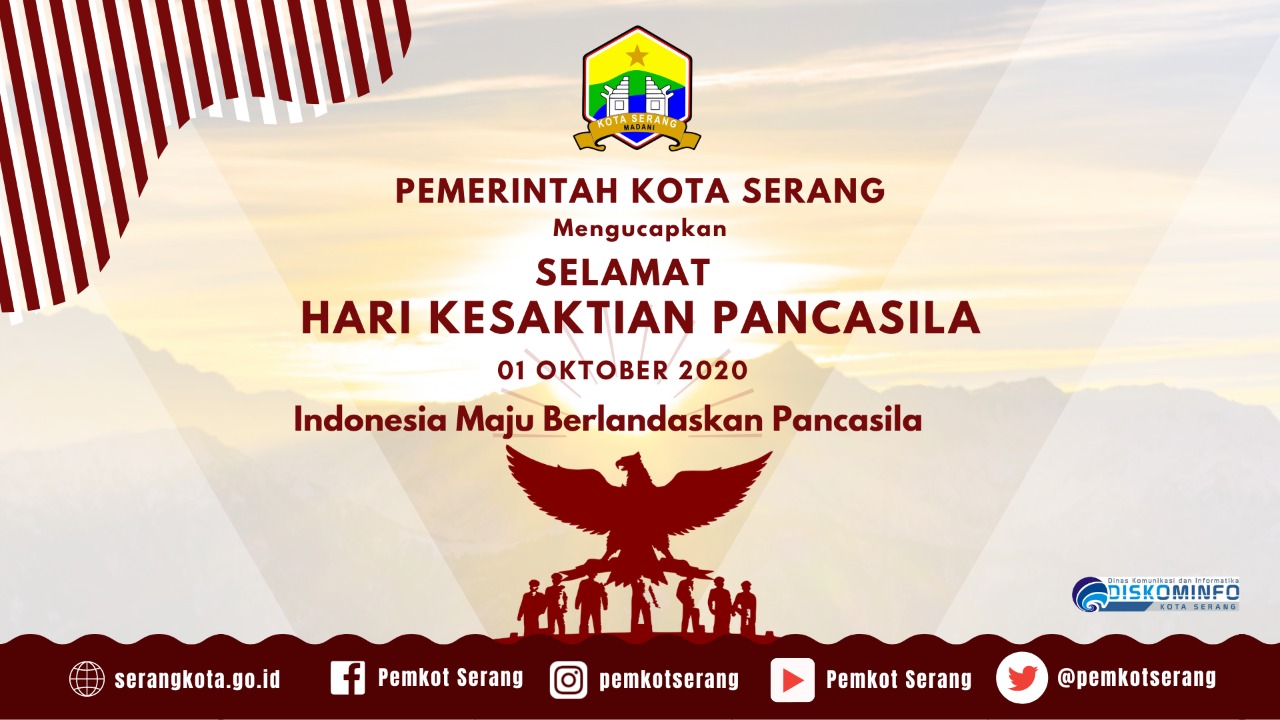 KOTA SERANG
MADANI
PEMERINTAH KOTA SERANG
Mengucapkan
SELAMAT
HARI KESAKTIAN PANCASILA
01 OKTOBER 2020
Indonesia Maju Berlandaskan Pancasila
Dinas Komunikasi dan Informatika
DISKOMINFO
KOTA SERANG
serangkota.go.id
Pemkot Serang
pemkotserang
Pemkot Serang
@pemkotserang